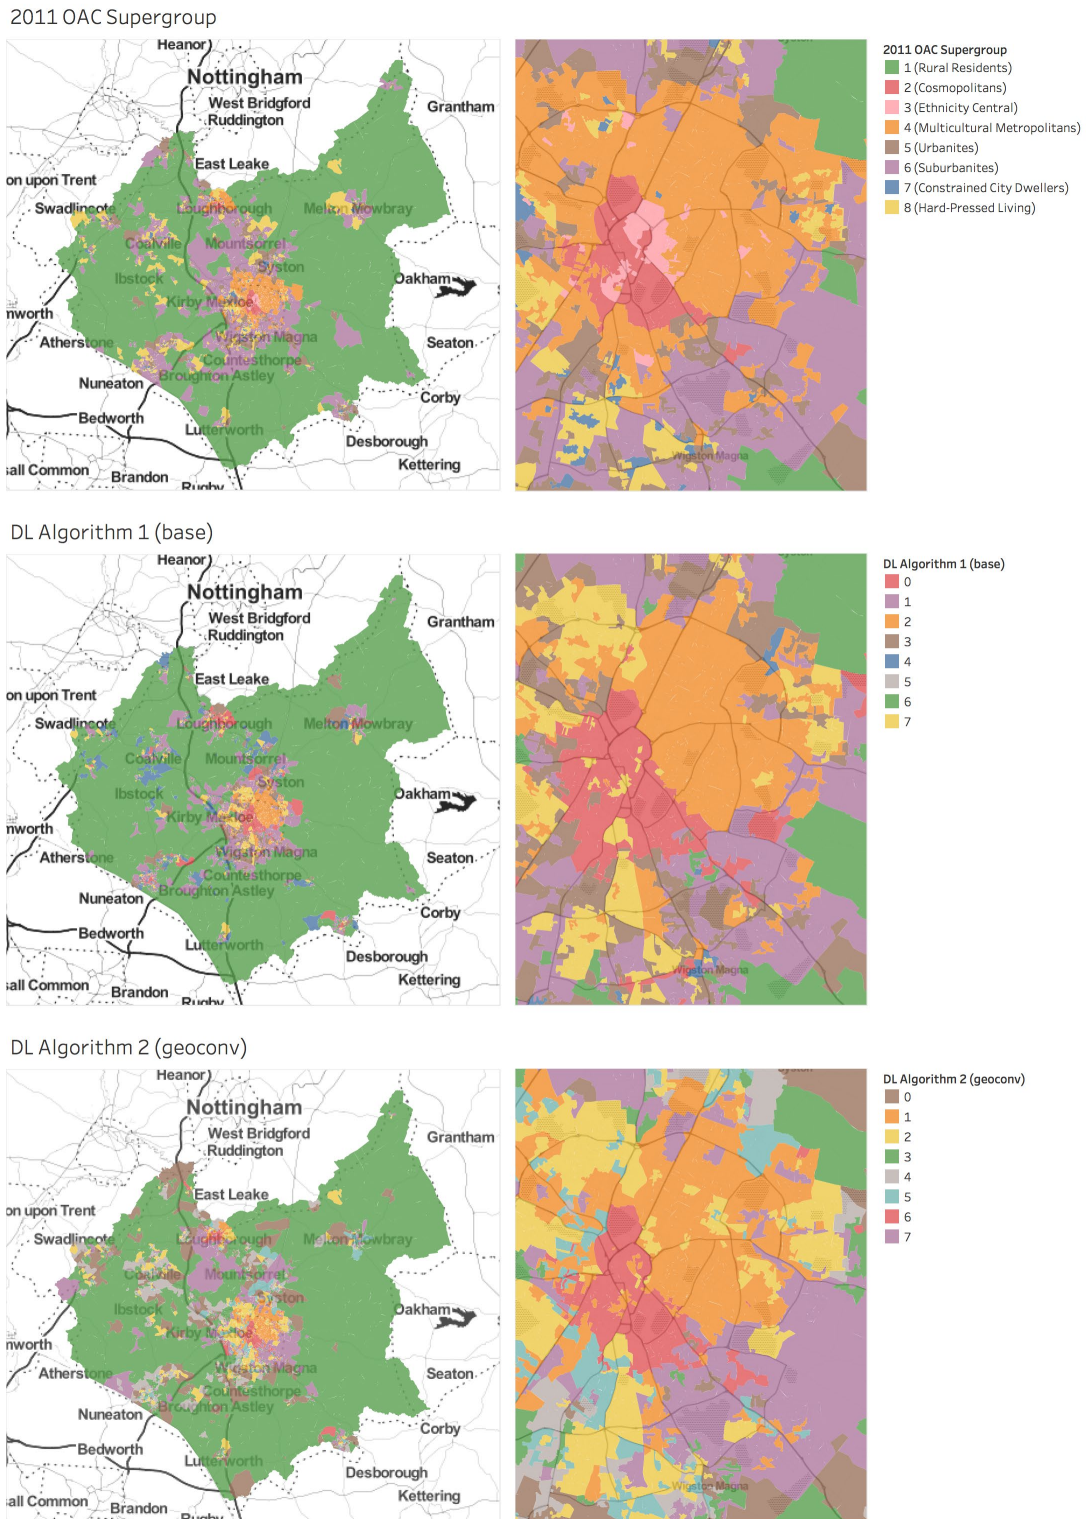 2011 OAC Supergroup
Heanor)
Nottingham
West Bridgford
Ruddington
Grantham
East Leake
on upon Trent
Swadlincote
Loughborough
Melton Mowbray
Coalville
Mountsorrel
Syston
Ibstock
Oakham
Kirby Muxloe
nworth
Wigston Magna
Atherstone
Seaton
Countesthorpe
Broughton Astley
Nuneaton
Corby
Bedworth
Lutterworth
Desborough
all Common
Kettering
Brandon
Rugby
Wigston Magna
2011 OAC Supergroup
1 (Rural Residents)
2 (Cosmopolitans)
3 (Ethnicity Central)
4 (Multicultural Metropolitans)
5 (Urbanites)
6 (Suburbanites)
7 (Constrained City Dwellers)
8 (Hard-Pressed Living)
DL Algorithm 1 (base)
Heanor)
Nottingham
West Bridgford
Ruddington
Grantham
East Leake
on upon Trent
Swadlincote
Loughborough
Melton Mowbray
Coalville
Mountsorrel
Syston
Ibstock
Oakham
Kirby Muxloe
nworth
Wigston Magna
Atherstone
Seaton
Countesthorpe
Broughton Astley
Nuneaton
Corby
Bedworth
Lutterworth
Desborough
all Common
Kettering
Brandon
Rugby
Wigston Magna
DL Algorithm 1 (base)
0
1
2
3
4
5
6
7
DL Algorithm 2 (geoconv)
Heanor)
Nottingham
West Bridgford
Ruddington
Grantham
East Leake
on upon Trent
Swadlincote
Loughborough
Melton Mowbray
Coalville
Mountsorrel
Syston
Ibstock
Oakham
Kirby Muxloe
nworth
Wigston Magna
Atherstone
Seaton
Countesthorpe
Broughton Astley
Nuneaton
Corby
Bedworth
Lutterworth
Desborough
all Common
Kettering
Brandon
Rugby
Wigston Magna
DL Algorithm 2 (geoconv)
0
1
2
3
4
5
6
7